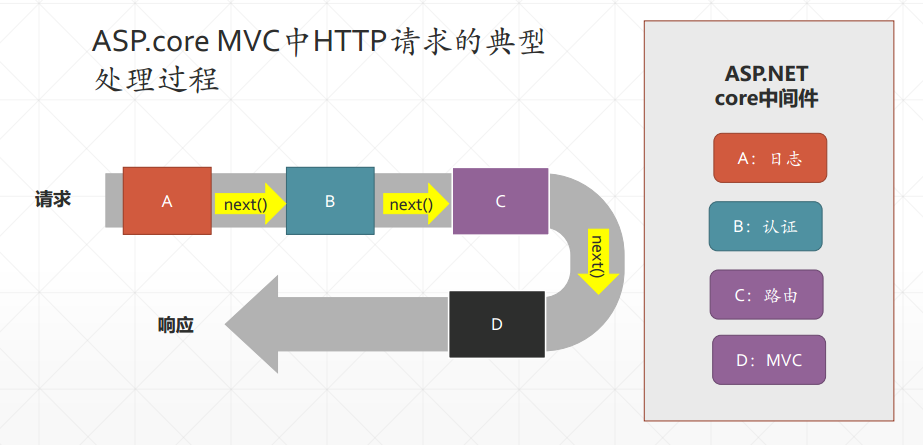 ASP.core MVC中HTTP请求的典型
处理过程
请求
A
next()
B
next()
C
next()
响应
D
ASP.NET
core中间件
A：日志
B：认证
C：路由
D：MVC